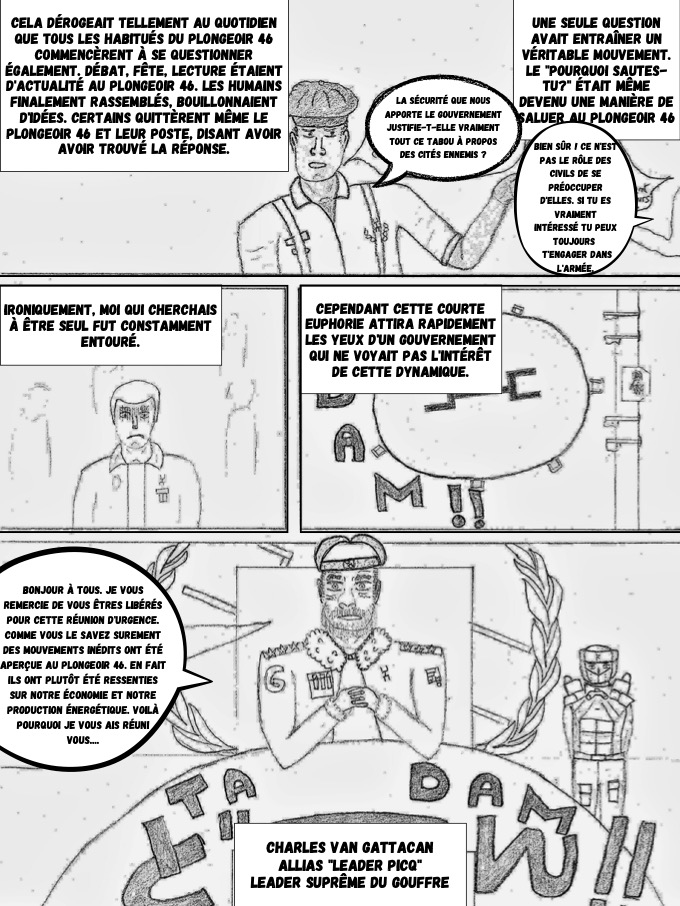 CELA DÉROGEAIT TELLEMENT AU QUOTIDIEN
QUE TOUS LES HABITUÉS DU PLONGEOIR 46
COMMENCÈRENT À SE QUESTIONNER
ÉGALEMENT. DÉBAT, FÊTE, LECTURE ÉTAIENT
D'ACTUALITÉ AU PLONGEOIR 46. LES HUMAINS
FINALEMENT RASSEMBLÉS, BOUILLONNAIENT
D'IDÉES. CERTAINS QUITTÈRENT MÊME LE
PLONGEOIR 46 ET LEUR POSTE, DISANT AVOIR
AVOIR TROUVÉ LA RÉPONSE.
LA SÉCURITÉ QUE NOUS
APPORTE LE GOUVERNEMENT
JUSTIFIE-T-ELLE VRAIMENT
TOUT CE TABOU À PROPOS
DES CITÉS ENNEMIS ?
UNE SEULE QUESTION
AVAIT ENTRAÎNER UN
VÉRITABLE MOUVEMENT.
LE "POURQUOI SAUTES-
TU?" ÉTAIT MÊME
DEVENU UNE MANIÈRE DE
SALUER AU PLONGEOIR 46
BIEN SÛR ! CE N'EST
PAS LE RÔLE DES
CIVILS DE SE
PRÉOCCUPER
D'ELLES. SI TU ES
VRAIMENT
INTÉRESSÉ TU PEUX
TOUJOURS
T'ENGAGER DANS
L'ARMÉE.
IRONIQUEMENT, MOI QUI CHERCHAIS
À ÊTRE SEUL FUT CONSTAMMENT
ENTOURÉ.
CEPENDANT CETTE COURTE
EUPHORIE ATTIRA RAPIDEMENT
LES YEUX D'UN GOUVERNEMENT
QUI NE VOYAIT PAS L'INTÉRÊT
DE CETTE DYNAMIQUE.
DAM!!
BONJOUR À TOUS. JE VOUS
REMERCIE DE VOUS ÊTRES LIBÉRÉS
POUR CETTE RÉUNION D'URGENCE.
COMME VOUS LE SAVEZ SUREMENT
DES MOUVEMENTS INÉDITS ONT ÉTÉ
APERÇUE AU PLONGEOIR 46. EN FAIT
ILS ONT PLUTÔT ÉTÉ RESSENTIES
SUR NOTRE ÉCONOMIE ET NOTRE
PRODUCTION ÉNERGÉTIQUE. VOILÀ
POURQUOI JE VOUS AIS RÉUNI
VOUS....
G
TA!!
DAM!!
CHARLES VAN GATTACAN
ALLIAS "LEADER PICQ"
LEADER SUPRÊME DU GOUFFRE